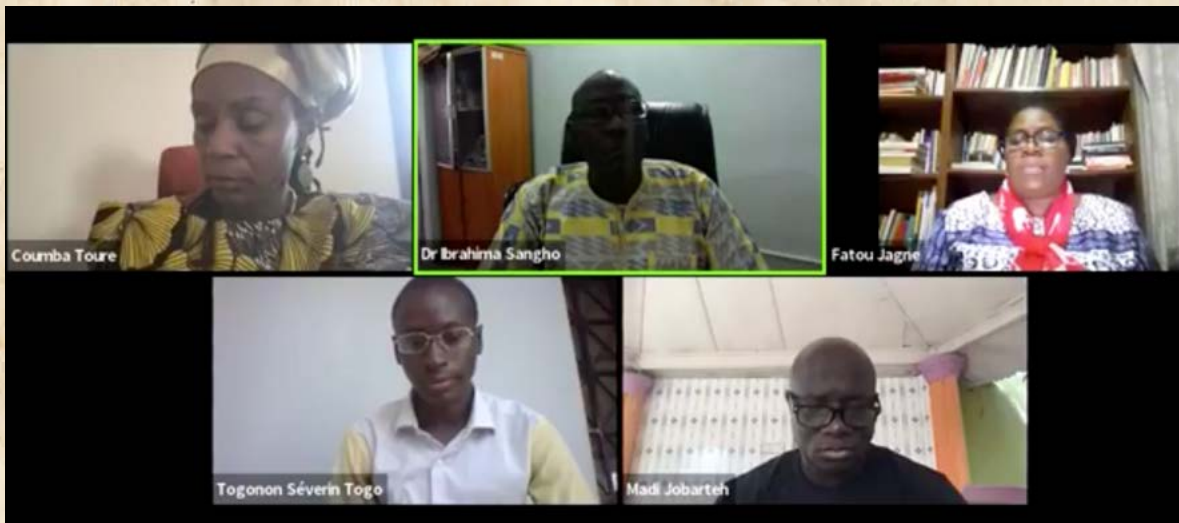 Coumba Toure
Dr Ibrahima Sangho
Fatou Jagne
Togonon Séverin Togo
Madi Jobarteh